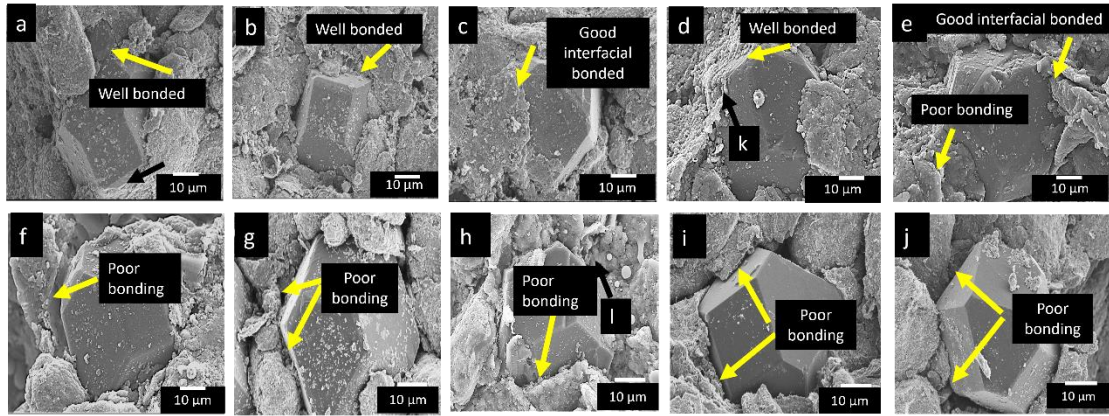 a
Well bonded
10 µm
b
Well bonded
10 µm
c
Good
interfacial
bonded
10 µm
d
Well bonded
k
10 µm
e
Good interfacial bonded
Poor bonding
10 µm
f
Poor
bonding
10 µm
g
Poor
bonding
10 µm
h
Poor
bonding
l
10 µm
i
Poor
bonding
10 µm
j
Poor
bonding
10 µm